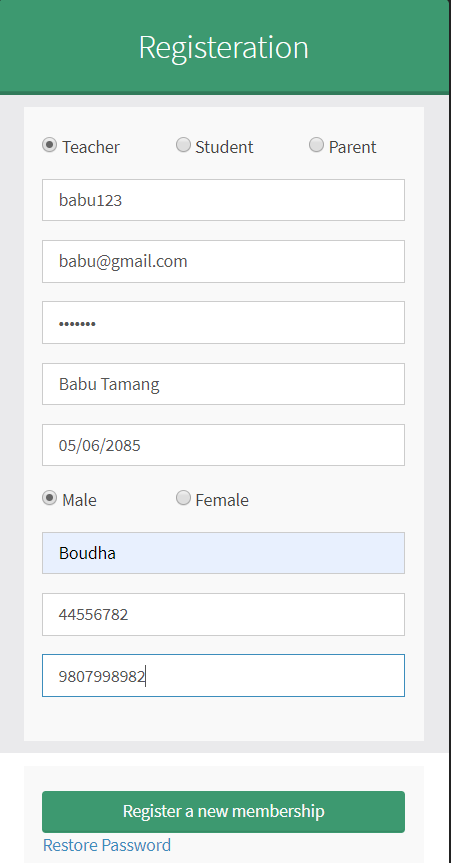 Registeration
Teacher Student Parent
babu123
babu@gmail.com
•••••••
Babu Tamang
05/06/2085
Male Female
Boudha
44556782
9807998982
Register a new membership
Restore Password